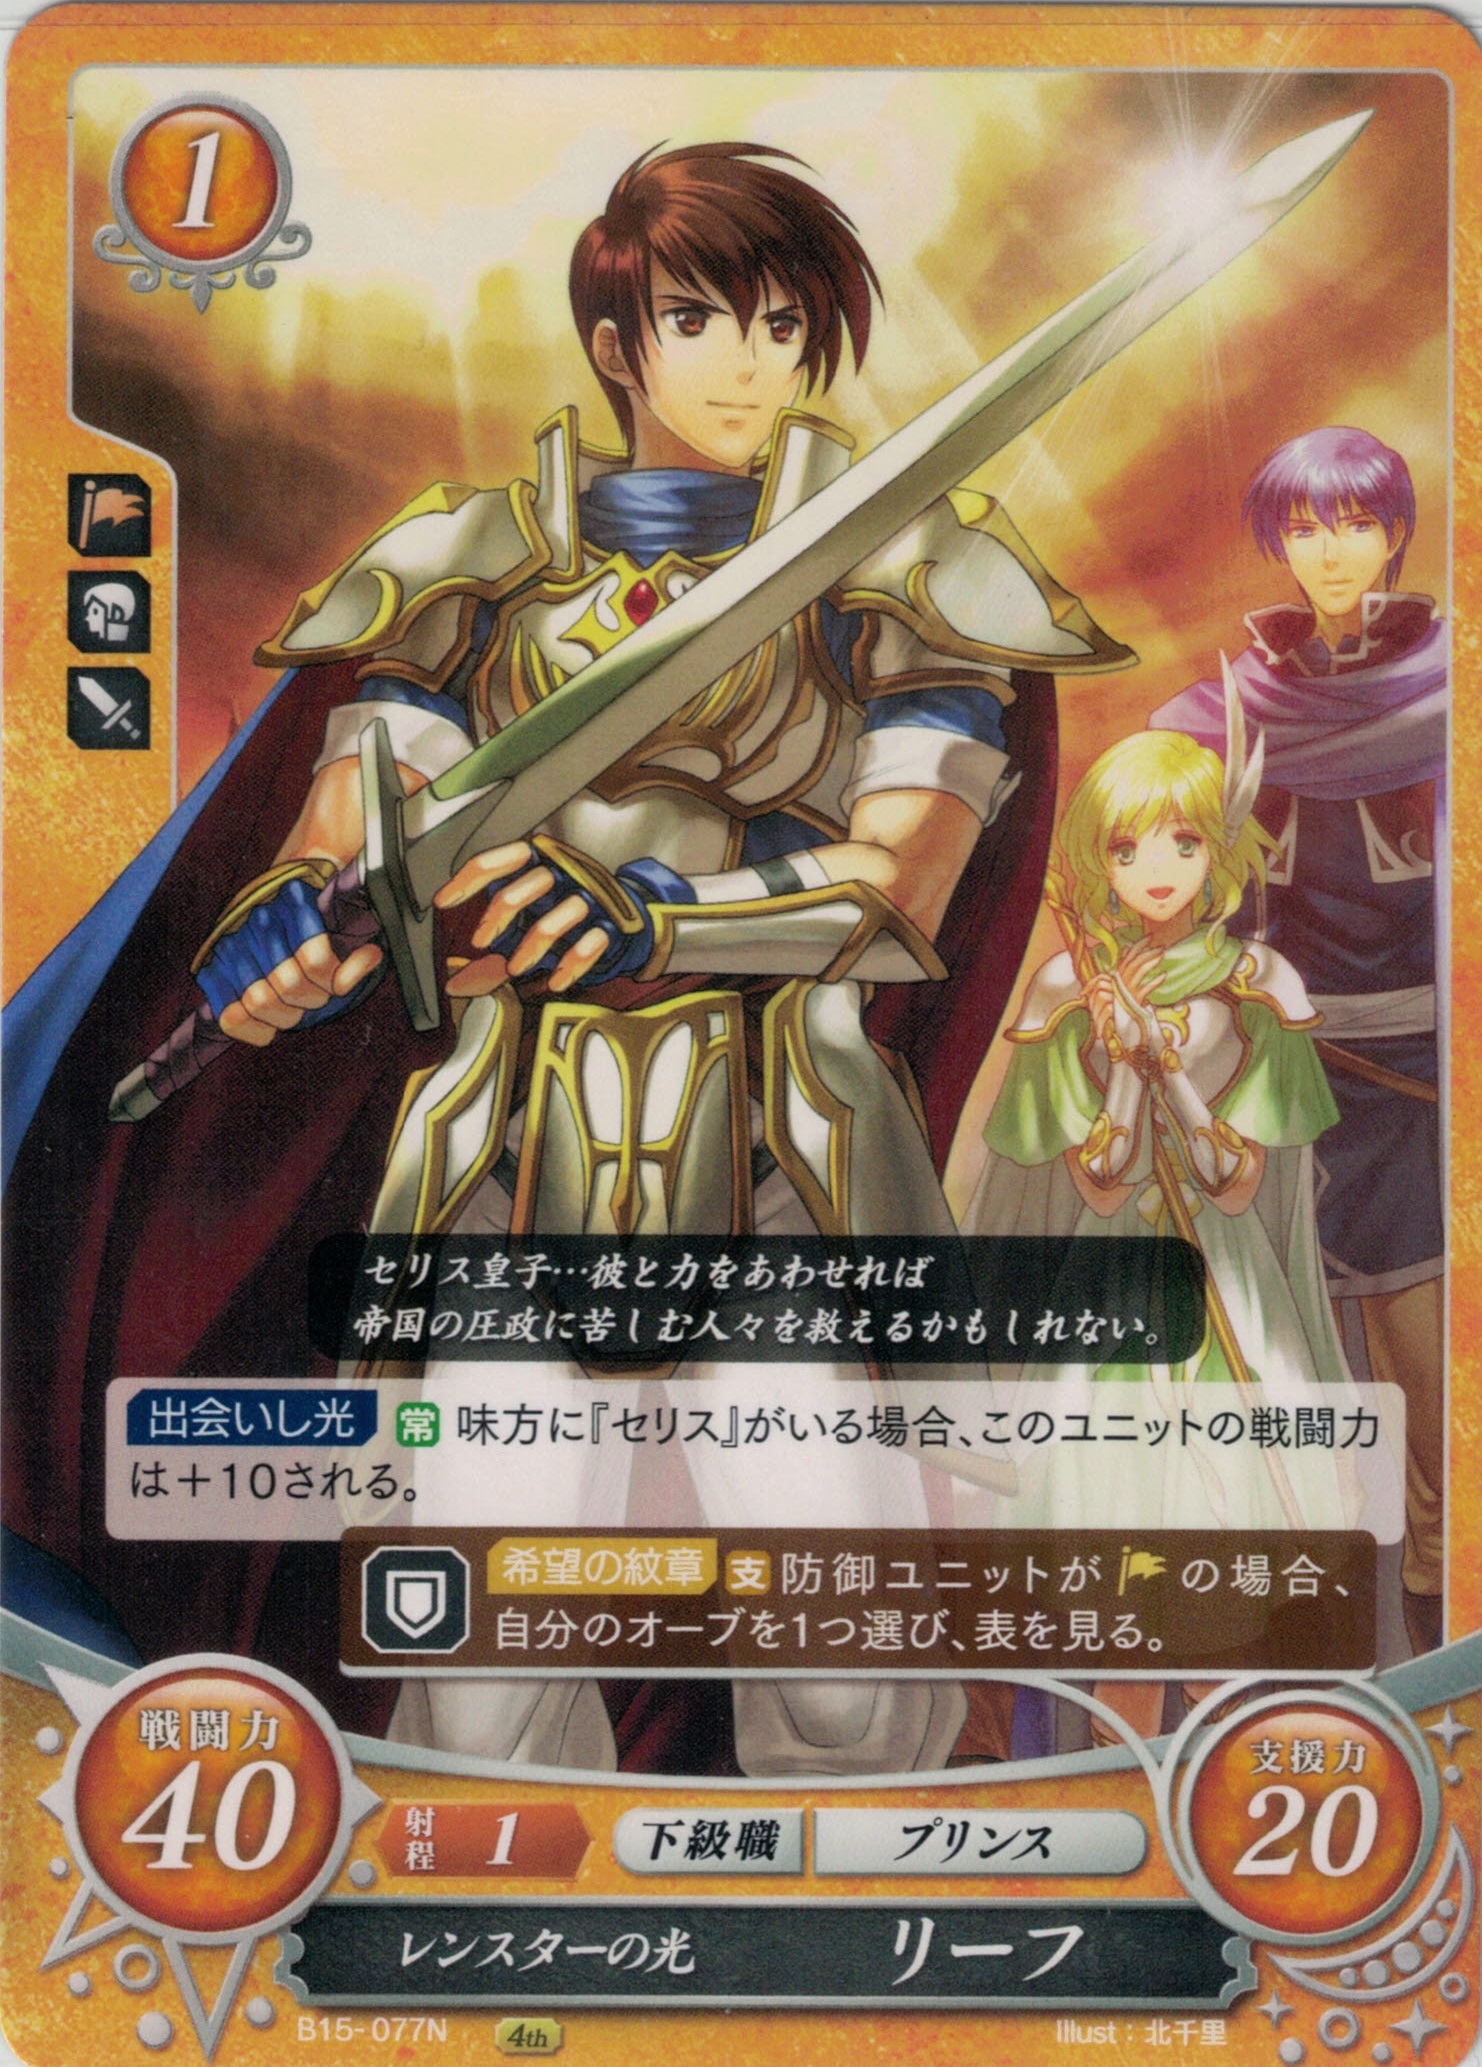 1
セリス皇子…彼と力をあわせれば
帝国の圧政に苦しむ人々を救えるかもしれない。
出会いし光 常 味方に『セリス』がいる場合、このユニットの戦闘力
は＋10される。
希望の紋章 支 防御ユニットが の場合、
自分のオーブを1つ選び、表を見る。
戦闘力
40
射程 1 下級職 プリンス
支援力
20
レンスターの光 リーフ
B15-077N 4th Illust：北千里